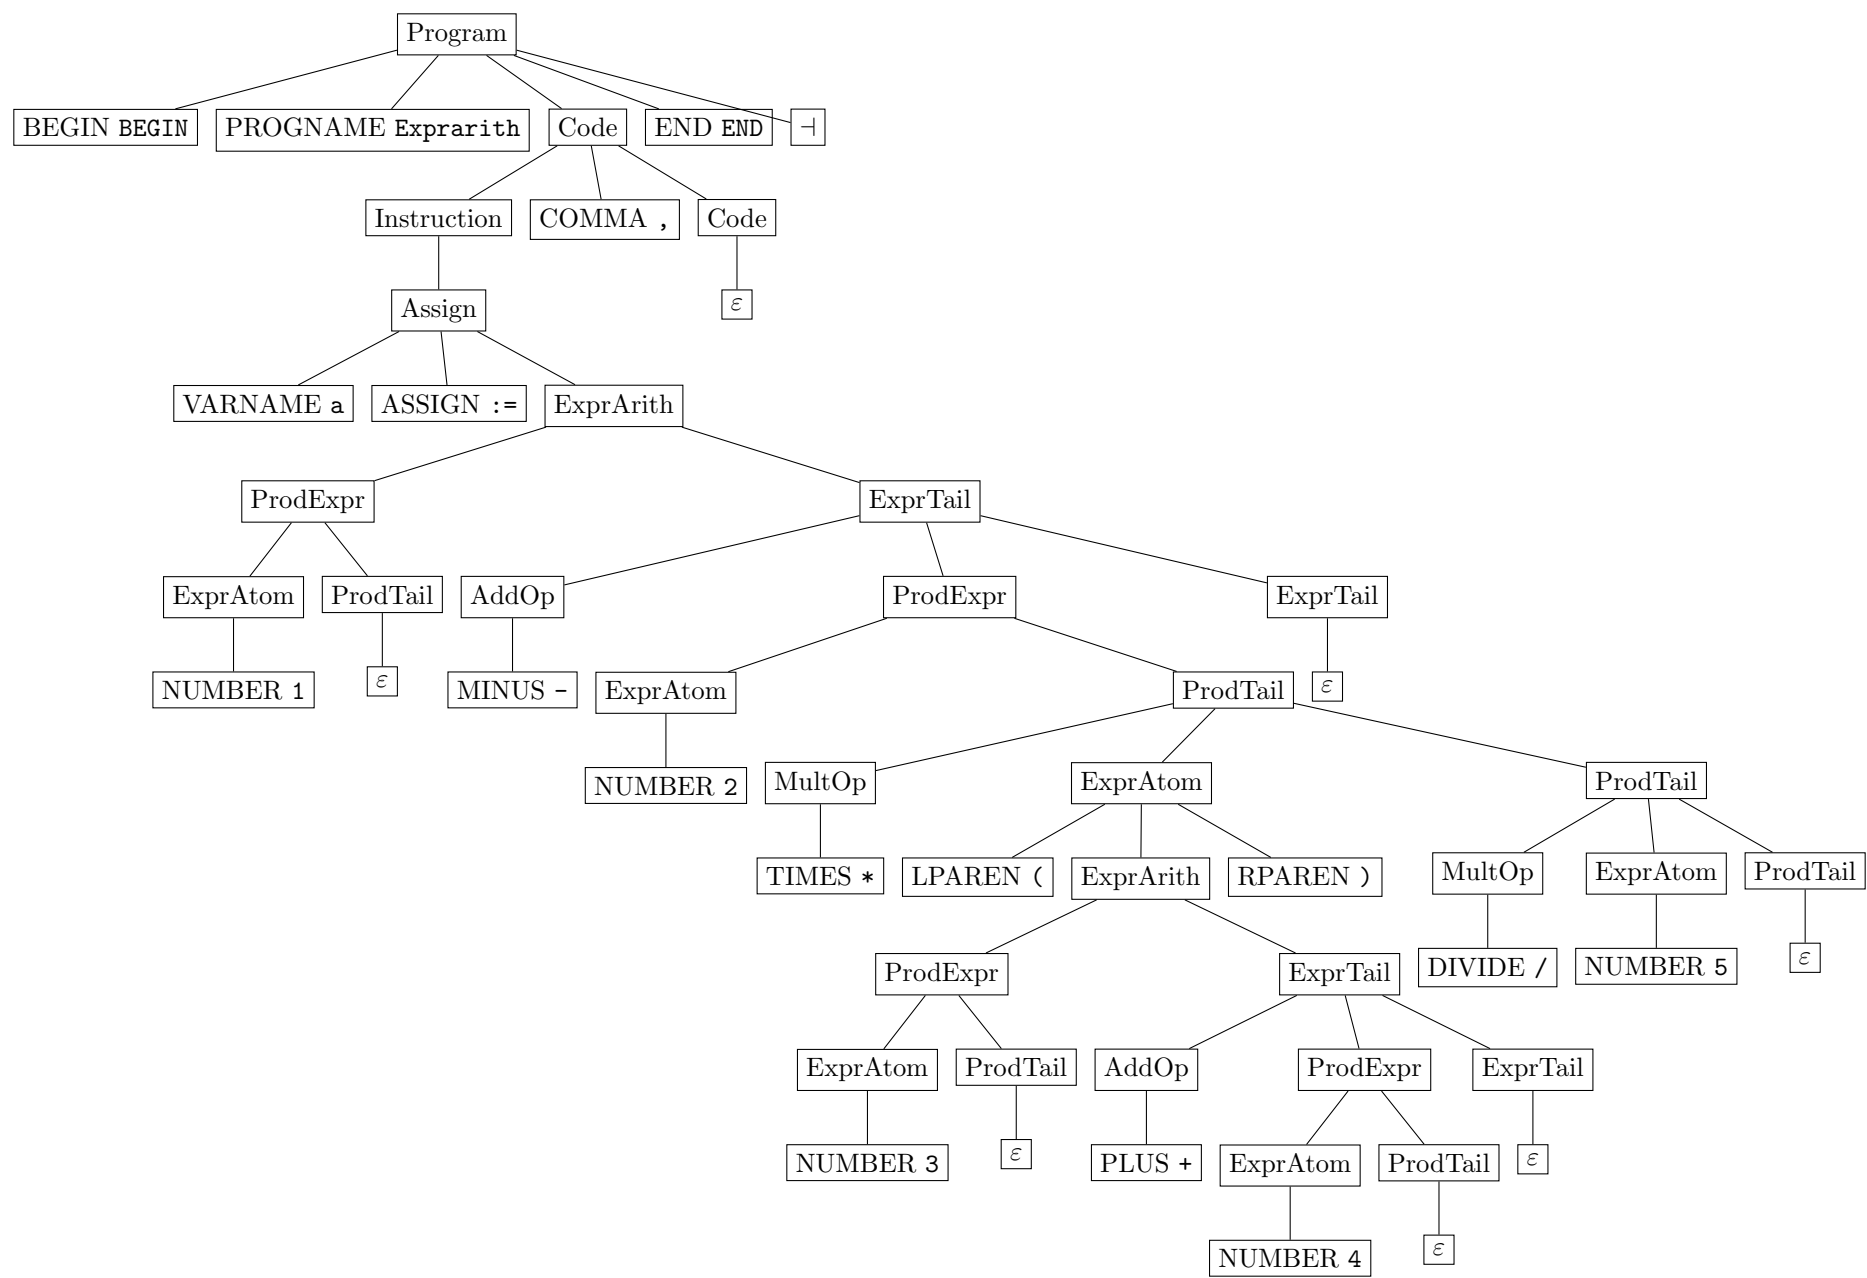 Program
BEGIN BEGIN PROGNAME Exprarith Code END END ⊣
Instruction COMMA , Code
Assign ε
VARNAME a ASSIGN := ExprArith
ProdExpr ExprTail
ExprAtom ProdTail AddOp ProdExpr ExprTail
NUMBER 1 ε MINUS - ExprAtom ProdTail ε
NUMBER 2 MultOp ExprAtom ProdTail
TIMES * LPAREN ( ExprArith RPAREN ) MultOp ExprAtom ProdTail
ProdExpr ExprTail DIVIDE / NUMBER 5 ε
ExprAtom ProdTail AddOp ProdExpr ExprTail
NUMBER 3 ε PLUS + ExprAtom ProdTail ε
NUMBER 4 ε